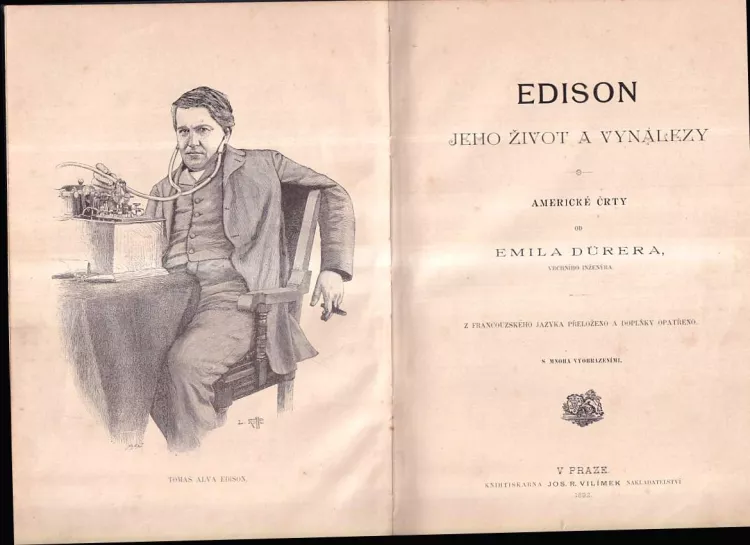 TOMAS ALVA EDISON.
EDISON
JEHO ŽIVOT A VYNÁLEZY
AMERICKÉ ČRTY
OD
EMILA DÜRERA,
VRCHNÍHO INŽENÝRA.
Z FRANCOUZSKÉHO JAZYKA PŘELOŽENO A DOPLŇKY OPATŘENO.
S MNOHA VYOBRAZENÍMI.
V PRAZE.
KNIHTISKÁRNA JOS. R. VILÍMEK NAKLADATELSTVÍ